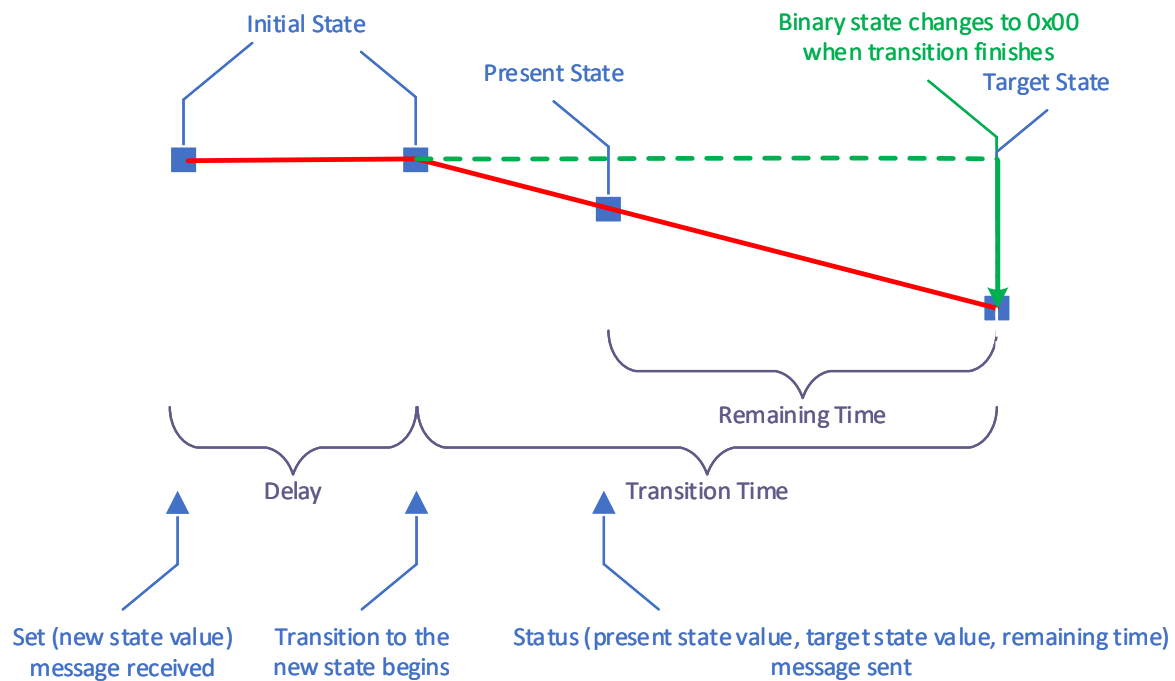 Initial State
Binary state changes to 0x00
when transition finishes
Present State
Target State
Remaining Time
Delay
Transition Time
Set (new state value)
message received
Transition to the
new state begins
Status (present state value, target state value, remaining time)
message sent